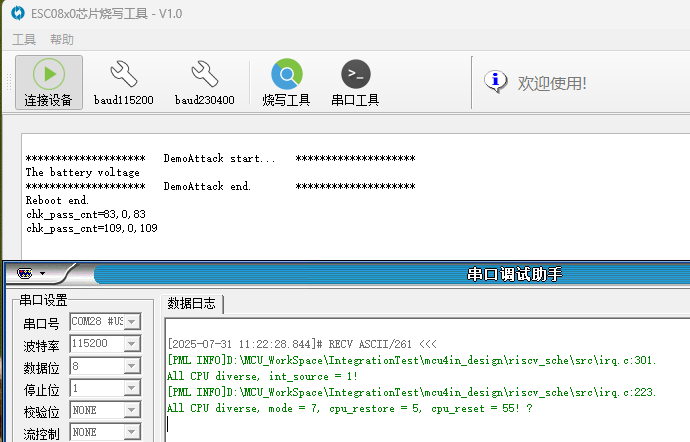 ESC08x0芯片烧写工具 - V1.0
工具 帮助
连接设备 baud115200 baud230400 烧写工具 串口工具 欢迎使用!
******************** DemoAttack start... ********************
The battery voltage
******************** DemoAttack end. ********************
Reboot end.
chk_pass_cnt=83,0,83
chk_pass_cnt=109,0,109
串口调试助手
串口设置
串口号 COM28 #US
波特率 115200
数据位 8
停止位 1
校验位 NONE
流控制 NONE
数据日志
[2025-07-31 11:22:28.844]# RECV ASCII/261 <<<
[PML INFO]D:\MCU_WorkSpace\IntegrationTest\mcu4in_design\riscv_sche\src\irq.c:301.
All CPU diverse, int_source = 1!
[PML INFO]D:\MCU_WorkSpace\IntegrationTest\mcu4in_design\riscv_sche\src\irq.c:223.
All CPU diverse, mode = 7, cpu_restore = 5, cpu_reset = 55! ?